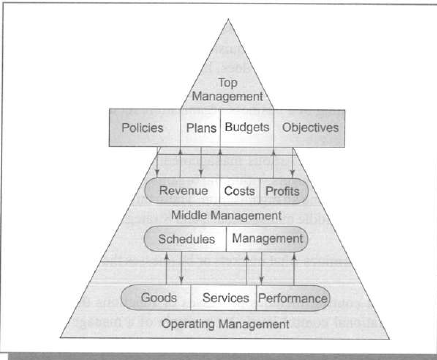 Top
Management
Policies Plans Budgets Objectives
Revenue Costs Profits
Middle Management
Schedules Management
Goods Services Performance
Operating Management